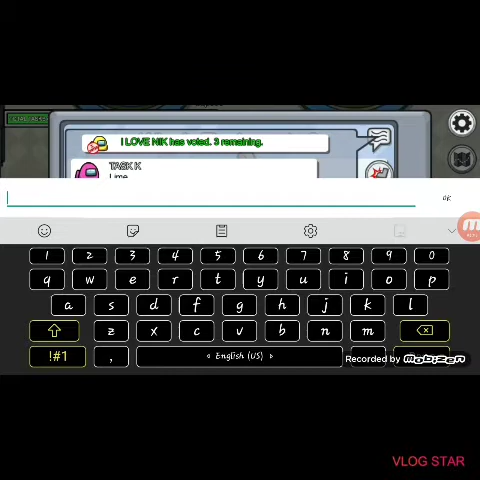 I LOVE NIK has voted. 3 remaining.
TASK K
Lime
OK
1 2 3 4 5 6 7 8 9 0
q w e r t y u i o p
a s d f g h j k l
z x c v b n m
!#1 , English (US)
Recorded by MOBIZEN
VLOG STAR